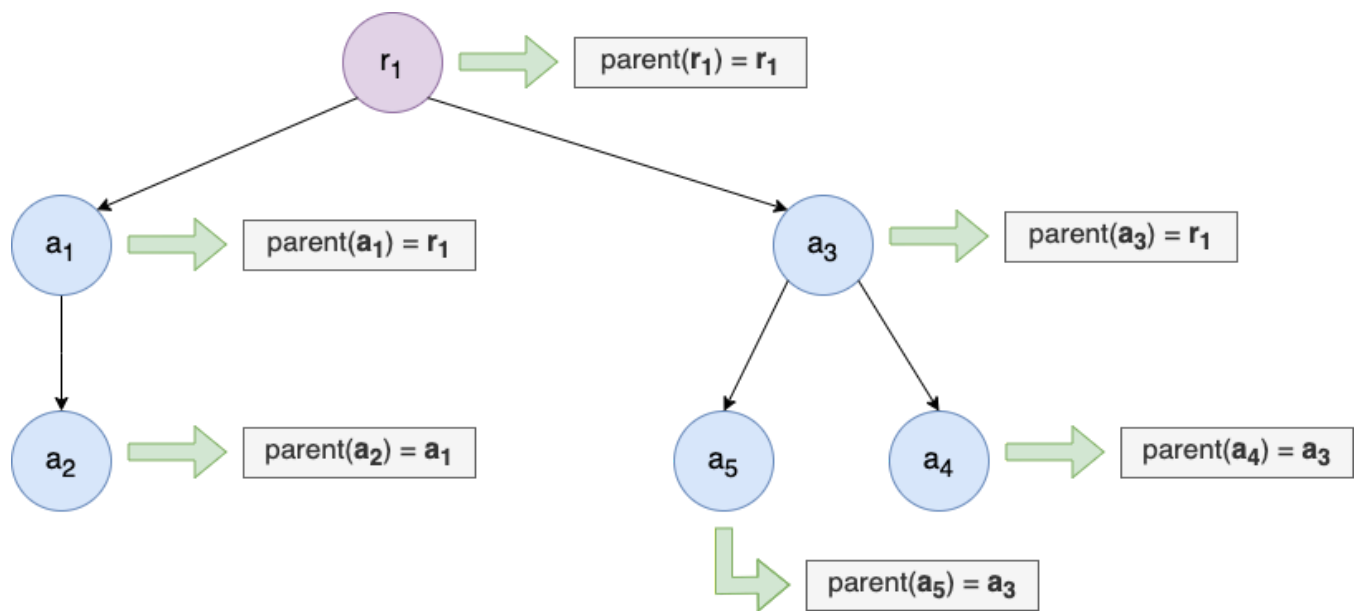 r₁
parent(r₁) = r₁
a₁
parent(a₁) = r₁
a₃
parent(a₃) = r₁
a₂
parent(a₂) = a₁
a₅
a₄
parent(a₄) = a₃
parent(a₅) = a₃